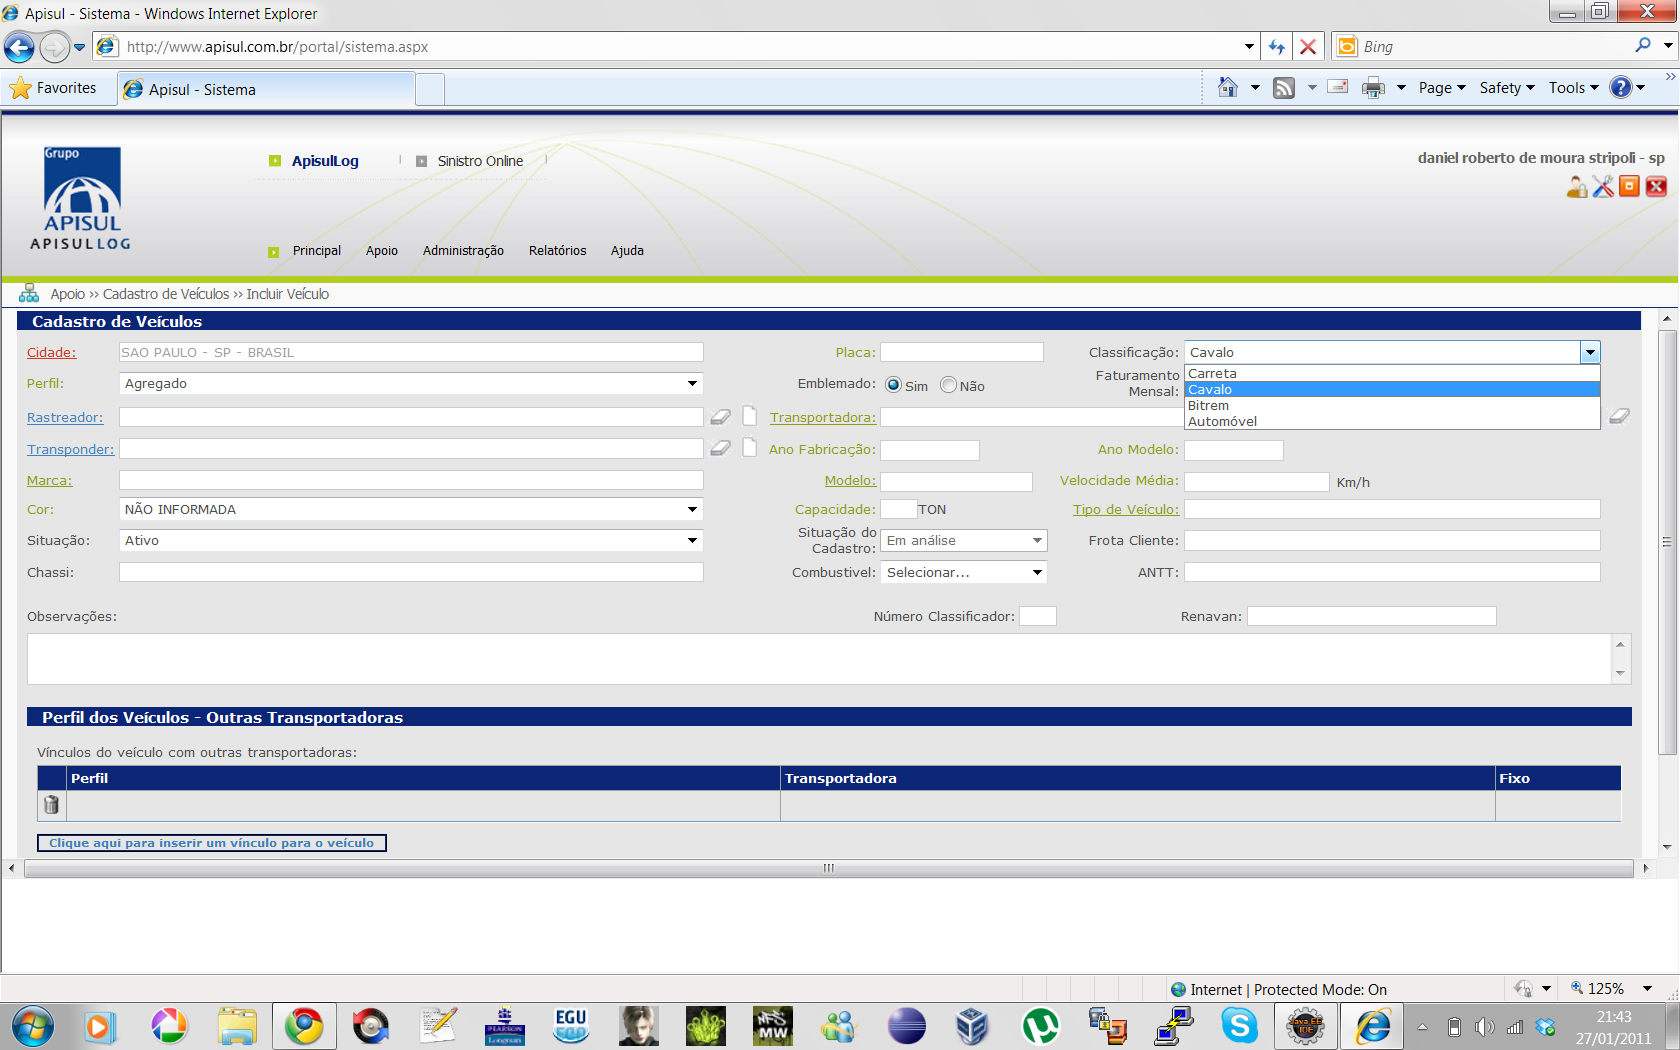 Apisul - Sistema - Windows Internet Explorer
http://www.apisul.com.br/portal/sistema.aspx
Bing
Favorites
Apisul - Sistema
Page
Safety
Tools
Grupo
APISUL
APISULLOG
ApisulLog
Sinistro Online
daniel roberto de moura stripoli - sp
Principal
Apoio
Administração
Relatórios
Ajuda
Apoio >> Cadastro de Veículos >> Incluir Veículo
Cadastro de Veículos
Cidade:
SAO PAULO - SP - BRASIL
Placa:
Classificação:
Cavalo
Carreta
Cavalo
Bitrem
Automóvel
Perfil:
Agregado
Emblemado:
Sim
Não
Faturamento
Mensal:
Rastreador:
Transportadora:
Transponder:
Ano Fabricação:
Ano Modelo:
Marca:
Modelo:
Velocidade Média:
Km/h
Cor:
NÃO INFORMADA
Capacidade:
TON
Tipo de Veículo:
Situação:
Ativo
Situação do
Cadastro:
Em análise
Frota Cliente:
Chassi:
Combustivel:
Selecionar...
ANTT:
Observações:
Número Classificador:
Renavan:
Perfil dos Veículos - Outras Transportadoras
Vínculos do veículo com outras transportadoras:
Perfil
Transportadora
Fixo
Clique aqui para inserir um vínculo para o veículo
Internet | Protected Mode: On
125%
PEARSON
Longman
EGU
NFS
MW
Java EE
IDE
21:43
27/01/2011